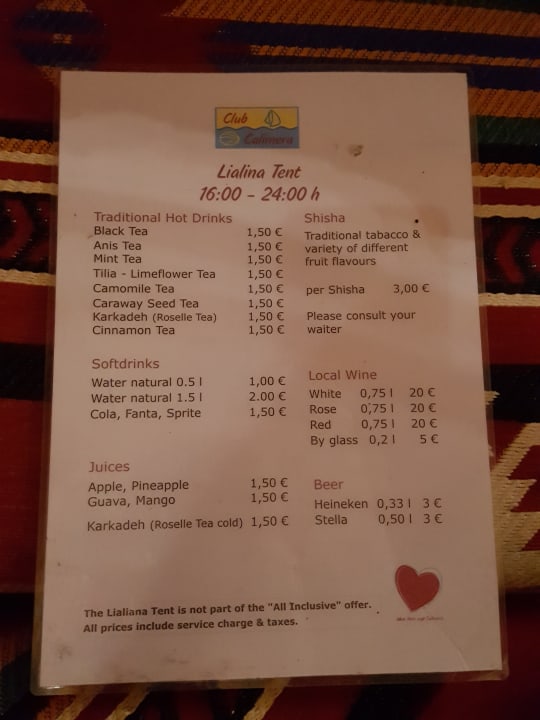 Club
Calimera
Lialina Tent
16:00 – 24:00 h
Traditional Hot Drinks
Black Tea 1,50 €
Anis Tea 1,50 €
Mint Tea 1,50 €
Tilia - Limeflower Tea 1,50 €
Camomile Tea 1,50 €
Caraway Seed Tea 1,50 €
Karkadeh (Roselle Tea) 1,50 €
Cinnamon Tea 1,50 €
Softdrinks
Water natural 0.5 l 1,00 €
Water natural 1.5 l 2.00 €
Cola, Fanta, Sprite 1,50 €
Juices
Apple, Pineapple 1,50 €
Guava, Mango 1,50 €
Karkadeh (Roselle Tea cold) 1,50 €
Shisha
Traditional tabacco &
variety of different
fruit flavours
per Shisha 3,00 €
Please consult your
waiter
Local Wine
White 0,75 l 20 €
Rose 0,75 l 20 €
Red 0,75 l 20 €
By glass 0,2 l 5 €
Beer
Heineken 0,33 l 3 €
Stella 0,50 l 3 €
The Lialiana Tent is not part of the "All Inclusive" offer.
All prices include service charge & taxes.